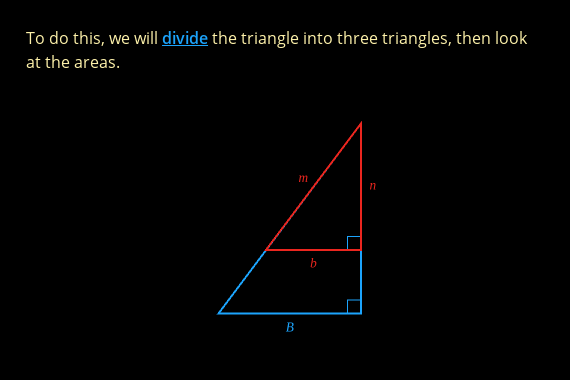 To do this, we will divide the triangle into three triangles, then look
at the areas.
m
n
b
B